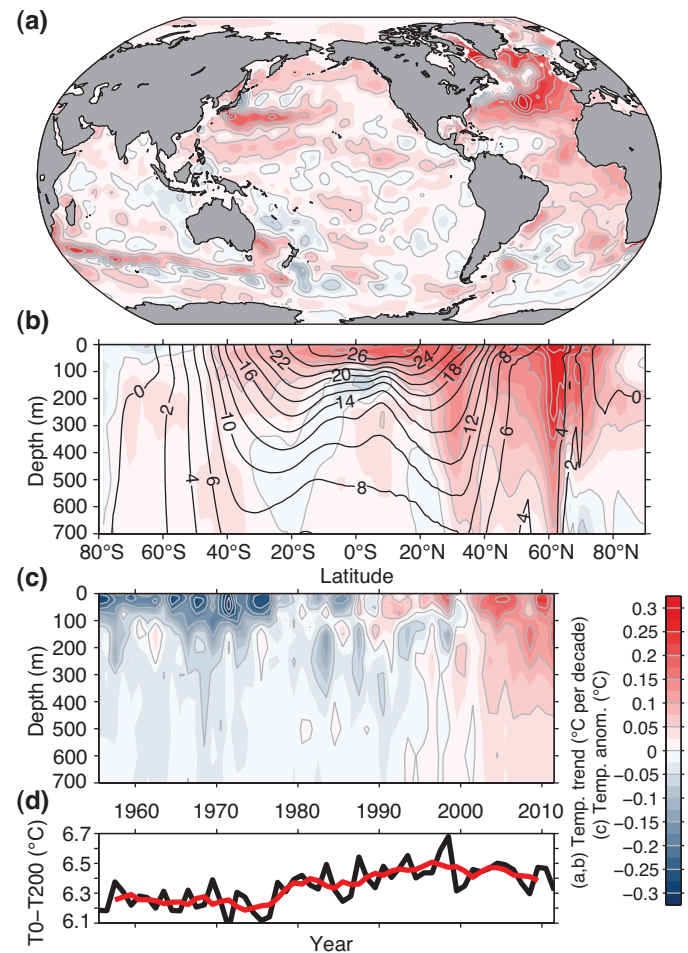 (a)
(b)
0
100
200
300
400
500
600
700
Depth (m)
0 2 4 6 10 16 22 26 20 14 8 24 18 12 8 6 4 4 2 0
80°S 60°S 40°S 20°S 0°S 20°N 40°N 60°N 80°N
Latitude
(c)
0
100
200
300
400
500
600
700
Depth (m)
1960 1970 1980 1990 2000 2010
(a,b) Temp. trend (°C per decade)
(c) Temp. anom. (°C)
0.3
0.25
0.2
0.15
0.1
0.05
0
−0.05
−0.1
−0.15
−0.2
−0.25
−0.3
(d)
6.7
6.5
6.3
6.1
T0−T200 (°C)
Year